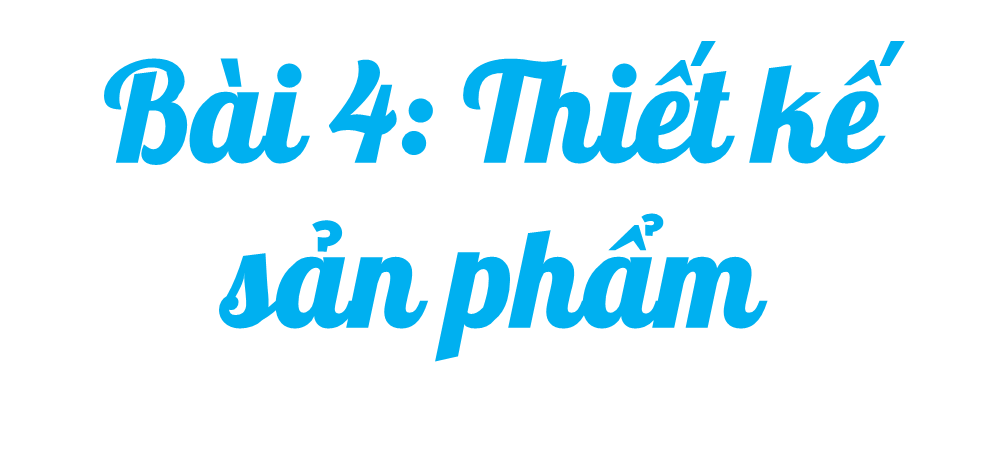 Bài 4: Thiết kế
sản phẩm